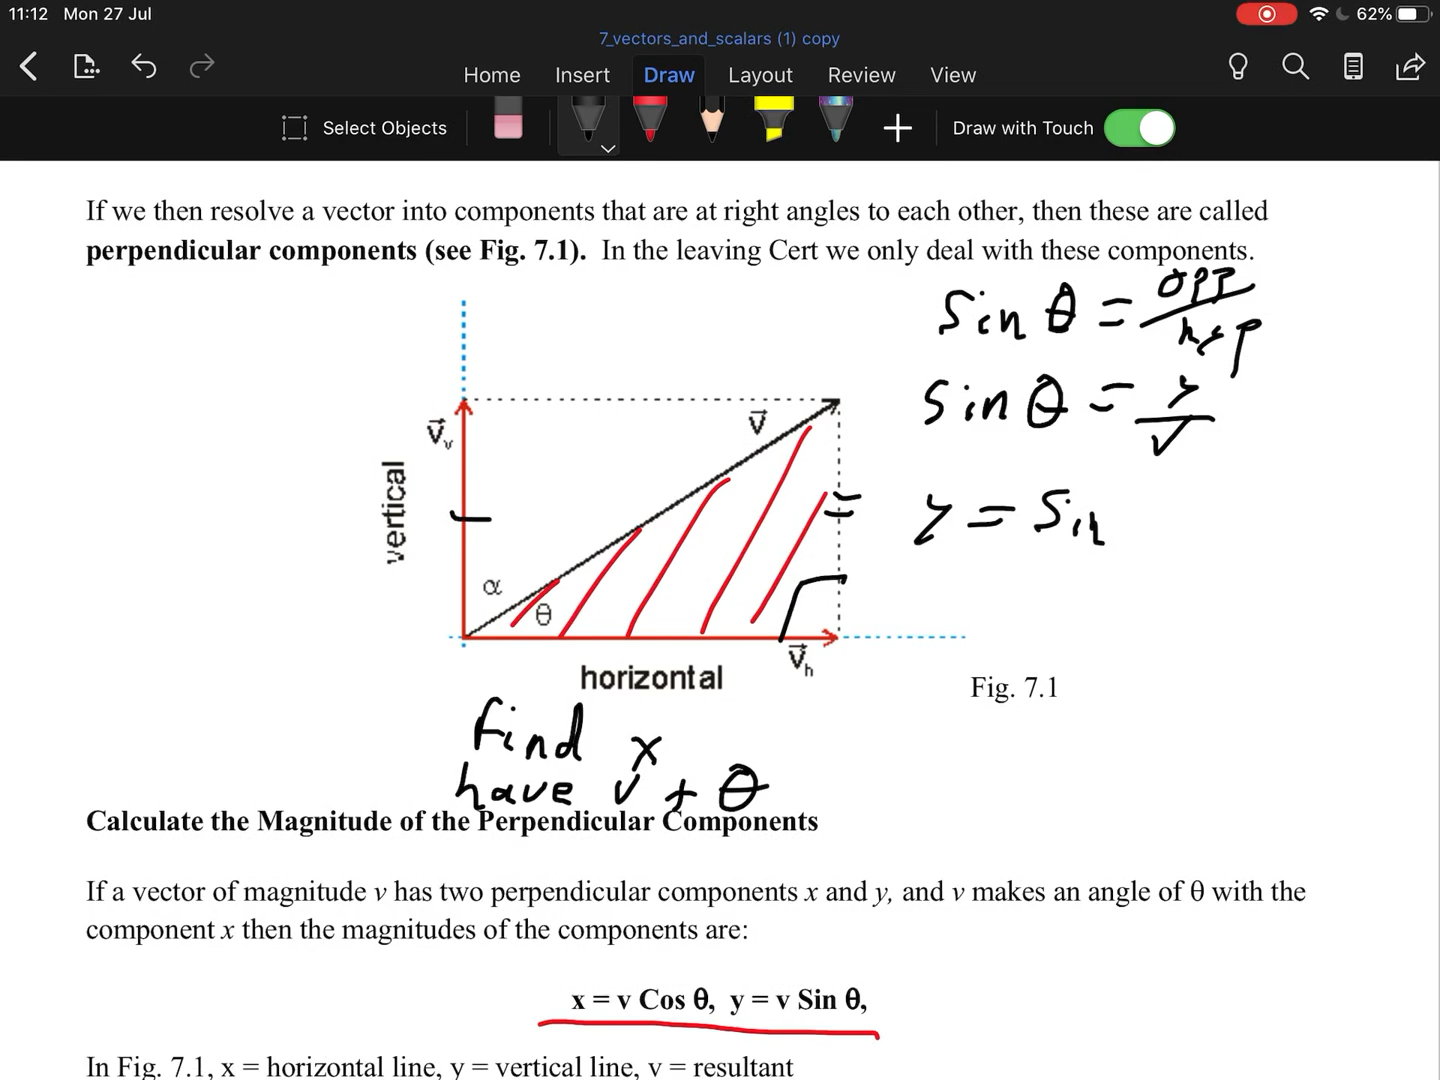 11:12 Mon 27 Jul 62%
7_vectors_and_scalars (1) copy
Home Insert Draw Layout Review View
Select Objects Draw with Touch
If we then resolve a vector into components that are at right angles to each other, then these are called
perpendicular components (see Fig. 7.1). In the leaving Cert we only deal with these components.
Sin θ = opp/hyp
Sin θ = y/v
y = Sin
V⃗v
V⃗
vertical
α
θ
V⃗h
horizontal
Fig. 7.1
find x
have v + θ
Calculate the Magnitude of the Perpendicular Components
If a vector of magnitude v has two perpendicular components x and y, and v makes an angle of θ with the
component x then the magnitudes of the components are:
x = v Cos θ, y = v Sin θ,
In Fig. 7.1, x = horizontal line, y = vertical line, v = resultant